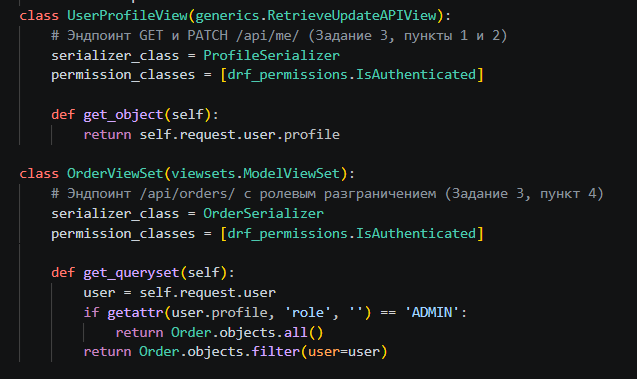 class UserProfileView(generics.RetrieveUpdateAPIView):
    # Эндпоинт GET и PATCH /api/me/ (Задание 3, пункты 1 и 2)
    serializer_class = ProfileSerializer
    permission_classes = [drf_permissions.IsAuthenticated]
    def get_object(self):
        return self.request.user.profile
class OrderViewSet(viewsets.ModelViewSet):
    # Эндпоинт /api/orders/ с ролевым разграничением (Задание 3, пункт 4)
    serializer_class = OrderSerializer
    permission_classes = [drf_permissions.IsAuthenticated]
    def get_queryset(self):
        user = self.request.user
        if getattr(user.profile, 'role', '') == 'ADMIN':
            return Order.objects.all()
        return Order.objects.filter(user=user)